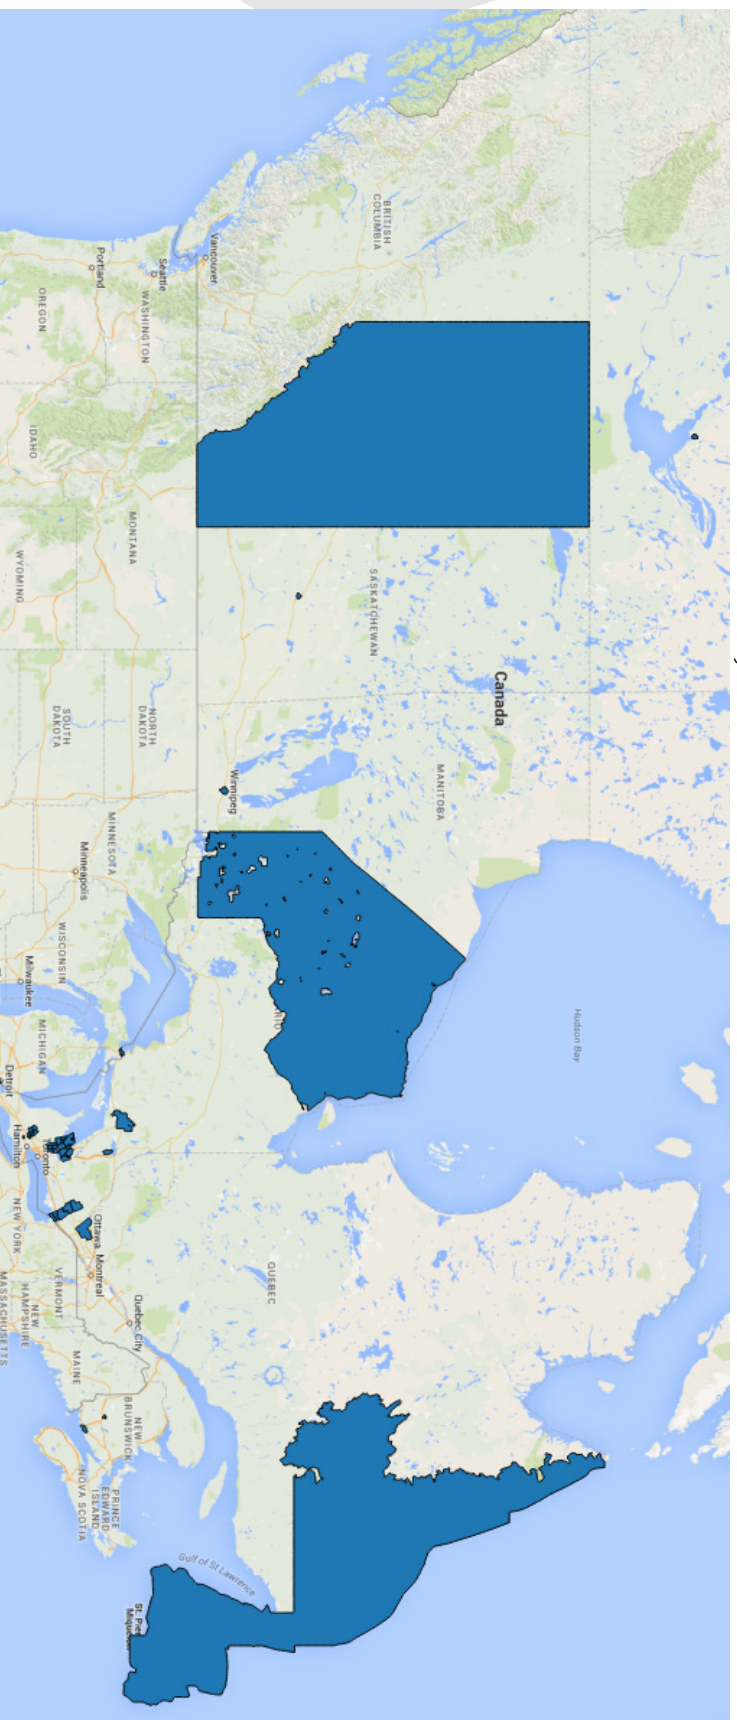 BRITISH
COLUMBIA
Vancouver
Seattle
Portland
WASHINGTON
OREGON
IDAHO
MONTANA
WYOMING
SASKATCHEWAN
Canada
NORTH
DAKOTA
SOUTH
DAKOTA
MANITOBA
Winnipeg
MINNESOTA
Minneapolis
WISCONSIN
Milwaukee
MICHIGAN
Detroit
RIO
Hudson Bay
Hamilton
Toronto
NEW YORK
Ottawa
Montreal
VERMONT
NEW
HAMPSHIRE
MASSACHUSETTS
QUEBEC
Quebec City
MAINE
NEW
BRUNSWICK
PRINCE
EDWARD
ISLAND
NOVA SCOTIA
Gulf of St Lawrence
St. Pie
Miquelon